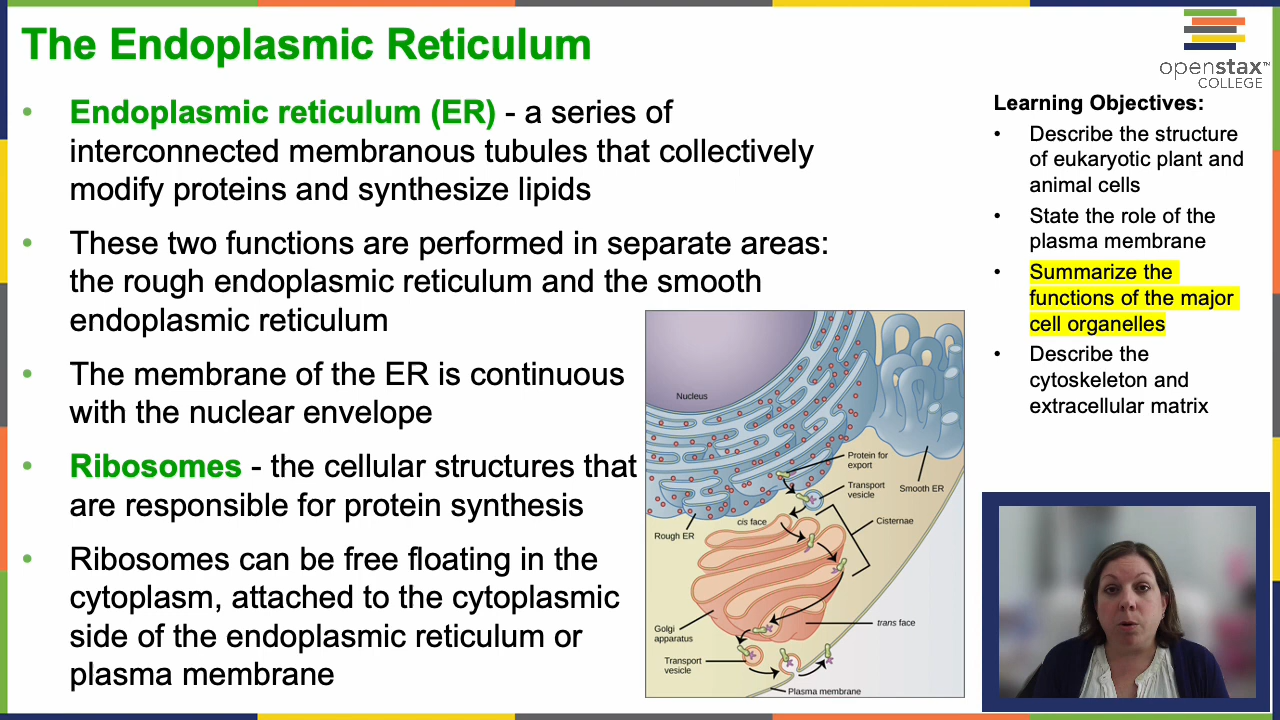 The Endoplasmic Reticulum
• Endoplasmic reticulum (ER) - a series of
interconnected membranous tubules that collectively
modify proteins and synthesize lipids
• These two functions are performed in separate areas:
the rough endoplasmic reticulum and the smooth
endoplasmic reticulum
• The membrane of the ER is continuous
with the nuclear envelope
• Ribosomes - the cellular structures that
are responsible for protein synthesis
• Ribosomes can be free floating in the
cytoplasm, attached to the cytoplasmic
side of the endoplasmic reticulum or
plasma membrane
Nucleus
Protein for
export
Transport
vesicle
Smooth ER
cis face
Cisternae
Rough ER
Golgi
apparatus
trans face
Transport
vesicle
Plasma membrane
openstax™
COLLEGE
Learning Objectives:
• Describe the structure
of eukaryotic plant and
animal cells
• State the role of the
plasma membrane
• Summarize the
functions of the major
cell organelles
• Describe the
cytoskeleton and
extracellular matrix